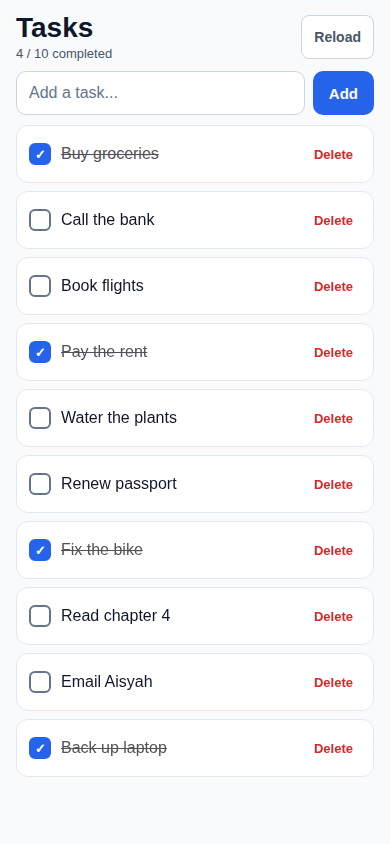 Tasks
4 / 10 completed
Reload
Add a task...
Add
Buy groceries
Delete
Call the bank
Delete
Book flights
Delete
Pay the rent
Delete
Water the plants
Delete
Renew passport
Delete
Fix the bike
Delete
Read chapter 4
Delete
Email Aisyah
Delete
Back up laptop
Delete